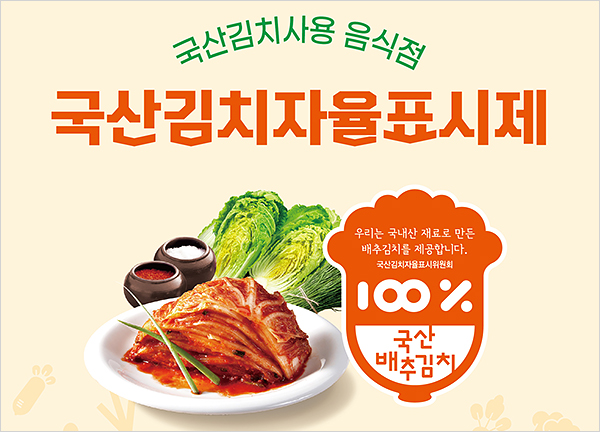 국산김치사용 음식점
국산김치자율표시제
우리는 국내산 재료로 만든
배추김치를 제공합니다.
국산김치자율표시위원회
100%
국산
배추김치